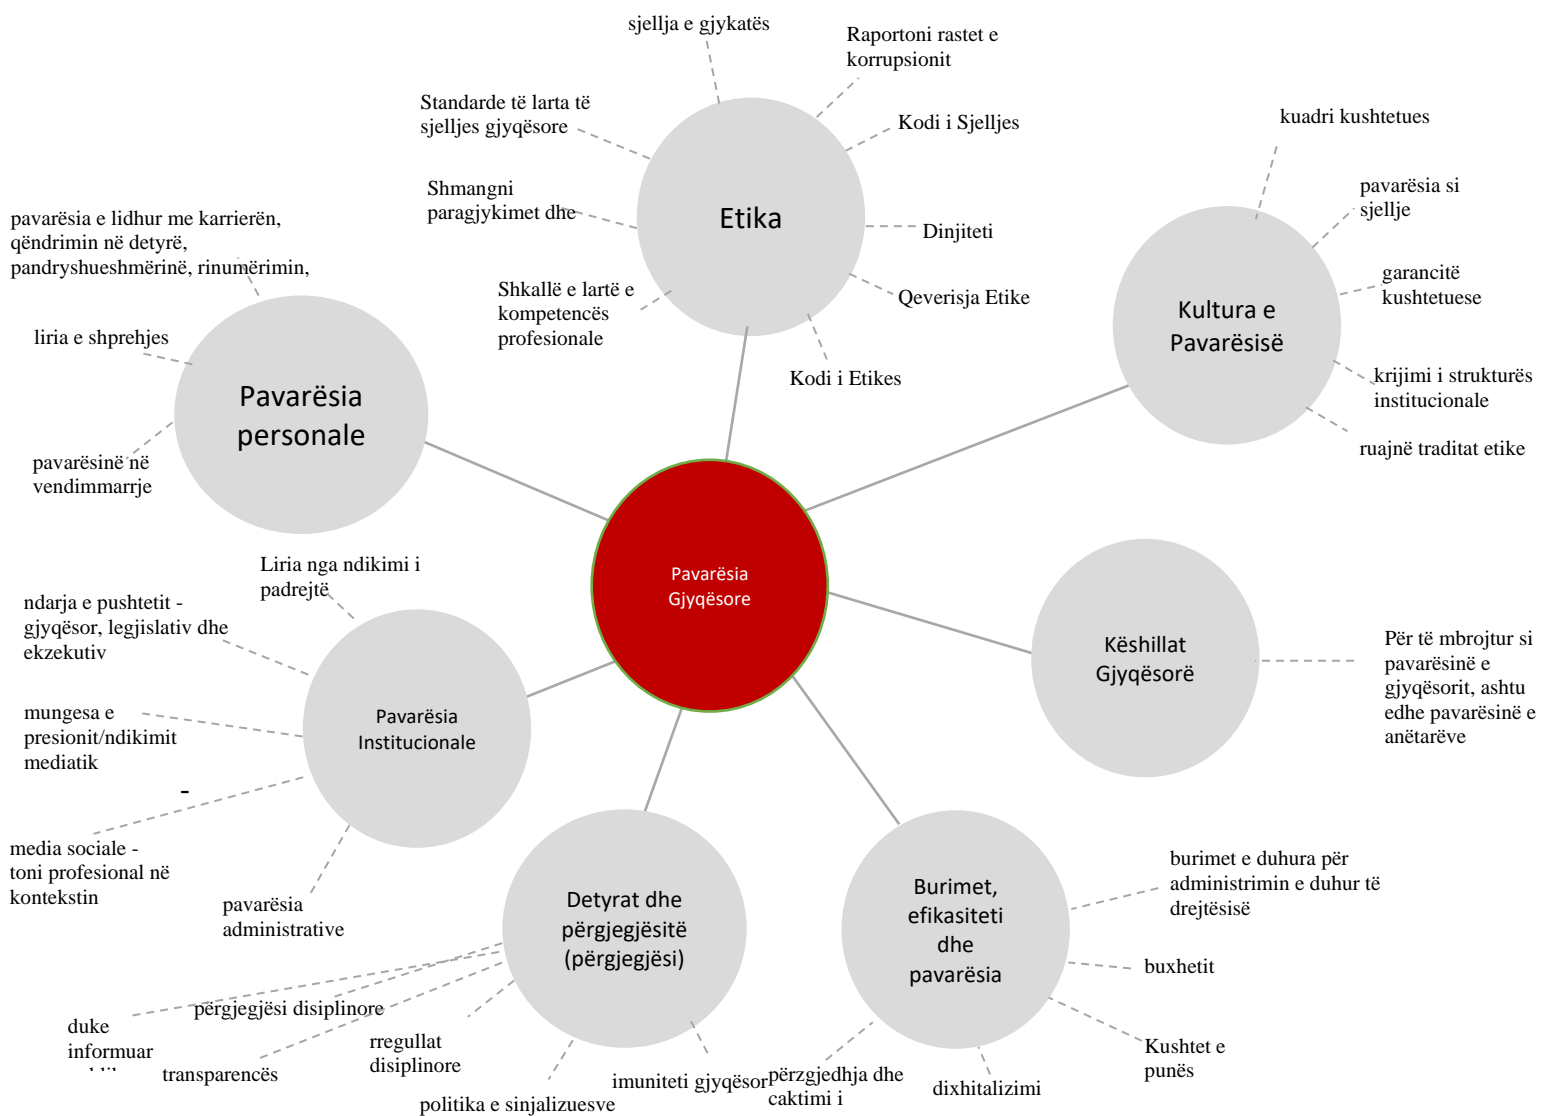 sjellja e gjykatës
Raportoni rastet e
korrupsionit
Standarde të larta të
sjelljes gjyqësore
Kodi i Sjelljes
Shmangni
paragjykimet dhe
Etika
Dinjiteti
Shkallë e lartë e
kompetencës
profesionale
Qeverisja Etike
Kodi i Etikes
kuadri kushtetues
pavarësia si
sjellje
garancitë
kushtetuese
Kultura e
Pavarësisë
krijimi i strukturës
institucionale
ruajnë traditat etike
pavarësia e lidhur me karrierën,
qëndrimin në detyrë,
pandryshueshmërinë, rinumërimin,
liria e shprehjes
Pavarësia
personale
pavarësinë në
vendimmarrje
Pavarësia
Gjyqësore
Liria nga ndikimi i
padrejtë
ndarja e pushtetit -
gjyqësor, legjislativ dhe
ekzekutiv
mungesa e
presionit/ndikimit
mediatik
-
Pavarësia
Institucionale
media sociale -
toni profesional në
kontekstin
pavarësia
administrative
Këshillat
Gjyqësorë
Për të mbrojtur si
pavarësinë e
gjyqësorit, ashtu
edhe pavarësinë e
anëtarëve
Detyrat dhe
përgjegjësitë
(përgjegjësi)
përgjegjësi disiplinore
duke
informuar
transparencës
rregullat
disiplinore
politika e sinjalizuesve
imuniteti gjyqësor
Burimet,
efikasiteti
dhe
pavarësia
burimet e duhura për
administrimin e duhur të
drejtësisë
buxhetit
Kushtet e
punës
dixhitalizimi
përzgjedhja dhe
caktimi i